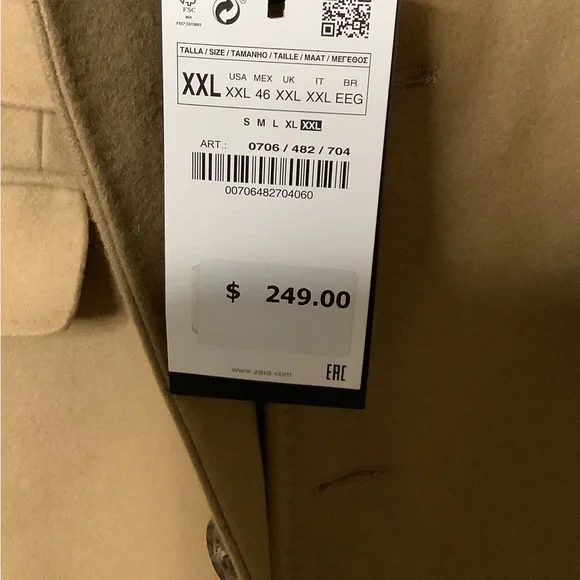 FSC
MIX
TALLA / SIZE / TAMANHO / TAILLE / MAAT / ΜΕΓΕΘΟΣ
XXL
USA MEX UK IT BR
XXL 46 XXL XXL EEG
S M L XL XXL
ART.: 0706 / 482 / 704
00706482704060
$ 249.00
www.zara.com
EAC